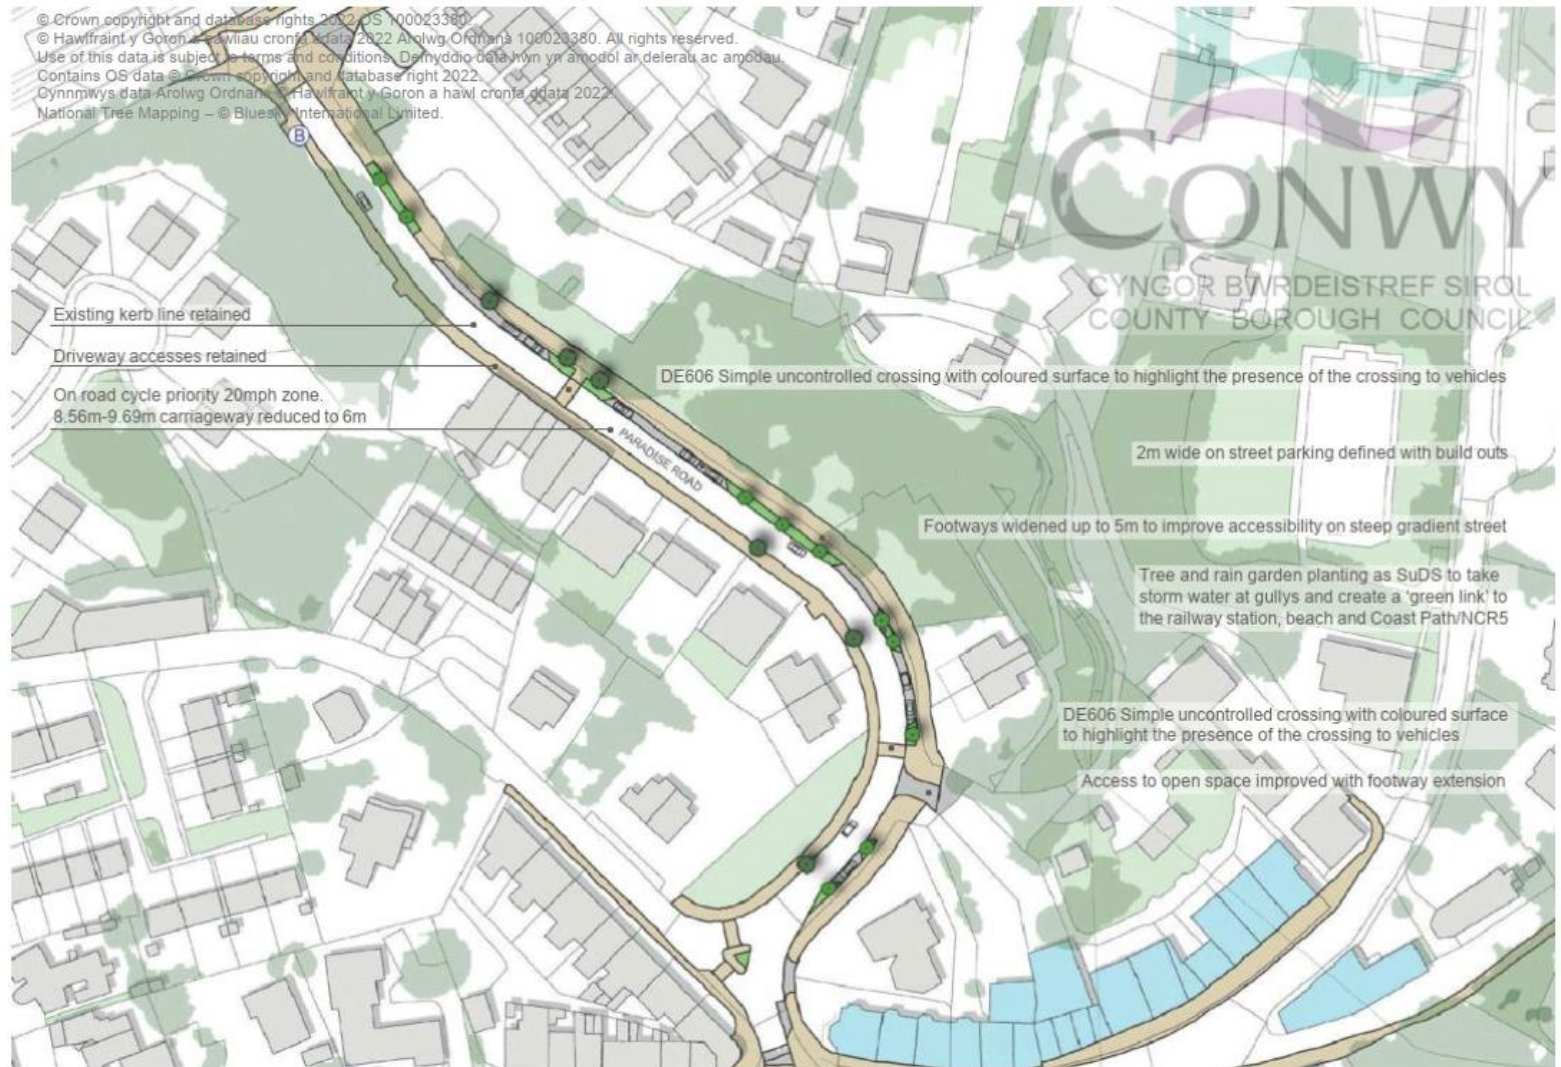 © Crown copyright and database rights 2022 OS 100023380.
© Hawlfraint y Goron a hawliau cronfa ddata 2022 Arolwg Ordnans 100023380. All rights reserved.
Use of this data is subject to terms and conditions. Defnyddio data hwn yn amodol ar delerau ac amodau.
Contains OS data © Crown copyright and database right 2022.
Cynnmwys data Arolwg Ordnans © Hawlfraint y Goron a hawl cronfa ddata 2022.
National Tree Mapping – © Bluesky International Limited.
B
CONWY
CYNGOR BWRDEISTREF SIROL
COUNTY BOROUGH COUNCIL
Existing kerb line retained
Driveway accesses retained
On road cycle priority 20mph zone.
8.56m-9.69m carriageway reduced to 6m
PARADISE ROAD
DE606 Simple uncontrolled crossing with coloured surface to highlight the presence of the crossing to vehicles
2m wide on street parking defined with build outs
Footways widened up to 5m to improve accessibility on steep gradient street
Tree and rain garden planting as SuDS to take
storm water at gullys and create a 'green link' to
the railway station, beach and Coast Path/NCR5
DE606 Simple uncontrolled crossing with coloured surface
to highlight the presence of the crossing to vehicles
Access to open space improved with footway extension